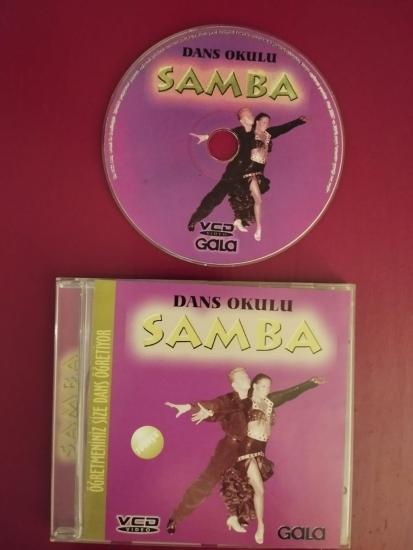 DANS OKULU
SAMBA
VCD
VIDEO
GALA
DANS OKULU
SAMBA
SAMBA
ÖĞRETMENİNİZ SİZE DANS ÖĞRETİYOR
VCD
VIDEO
GALA